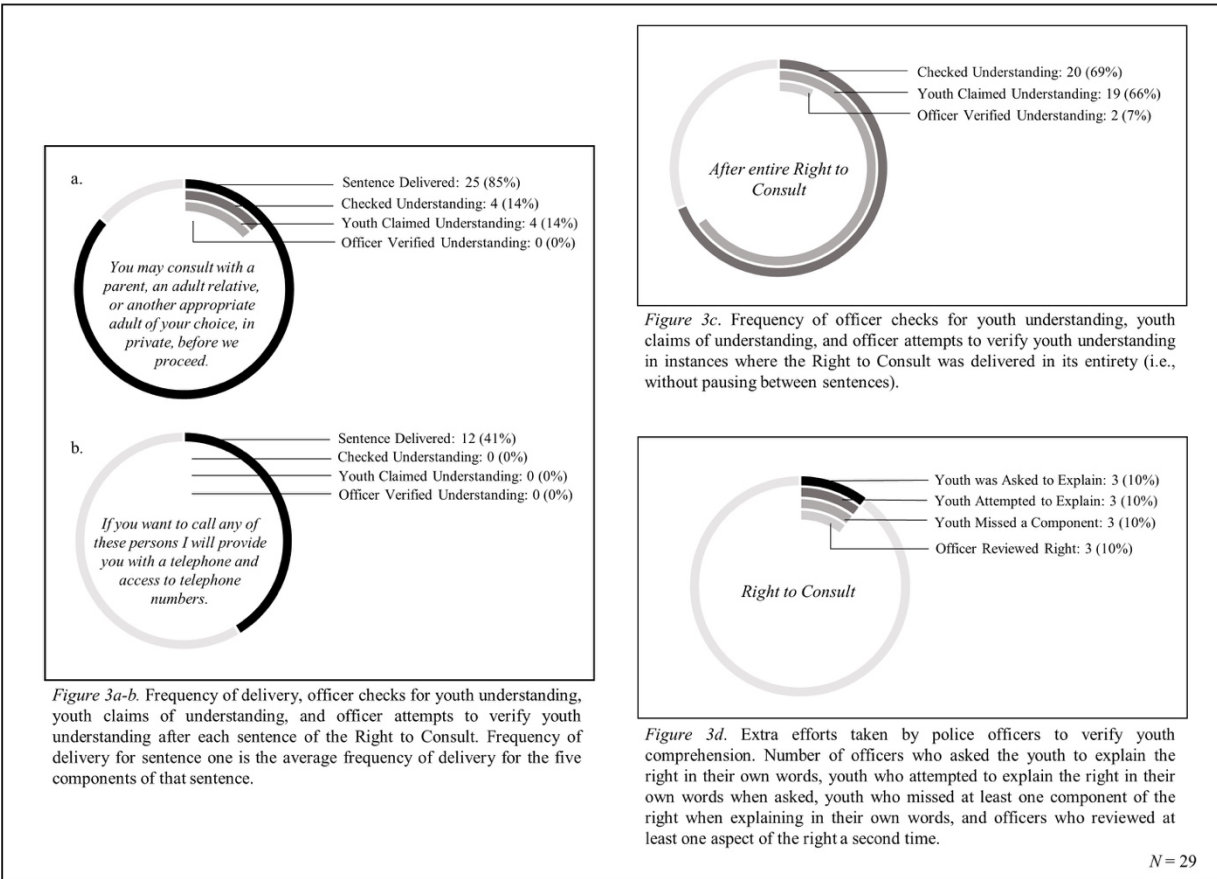 a.
Sentence Delivered: 25 (85%)
Checked Understanding: 4 (14%)
Youth Claimed Understanding: 4 (14%)
Officer Verified Understanding: 0 (0%)
You may consult with a
parent, an adult relative,
or another appropriate
adult of your choice, in
private, before we
proceed.
b.
Sentence Delivered: 12 (41%)
Checked Understanding: 0 (0%)
Youth Claimed Understanding: 0 (0%)
Officer Verified Understanding: 0 (0%)
If you want to call any of
these persons I will provide
you with a telephone and
access to telephone
numbers.
Figure 3a-b. Frequency of delivery, officer checks for youth understanding,
youth claims of understanding, and officer attempts to verify youth
understanding after each sentence of the Right to Consult. Frequency of
delivery for sentence one is the average frequency of delivery for the five
components of that sentence.
Checked Understanding: 20 (69%)
Youth Claimed Understanding: 19 (66%)
Officer Verified Understanding: 2 (7%)
After entire Right to
Consult
Figure 3c. Frequency of officer checks for youth understanding, youth
claims of understanding, and officer attempts to verify youth understanding
in instances where the Right to Consult was delivered in its entirety (i.e.,
without pausing between sentences).
Youth was Asked to Explain: 3 (10%)
Youth Attempted to Explain: 3 (10%)
Youth Missed a Component: 3 (10%)
Officer Reviewed Right: 3 (10%)
Right to Consult
Figure 3d. Extra efforts taken by police officers to verify youth
comprehension. Number of officers who asked the youth to explain the
right in their own words, youth who attempted to explain the right in their
own words when asked, youth who missed at least one component of the
right when explaining in their own words, and officers who reviewed at
least one aspect of the right a second time.
N = 29